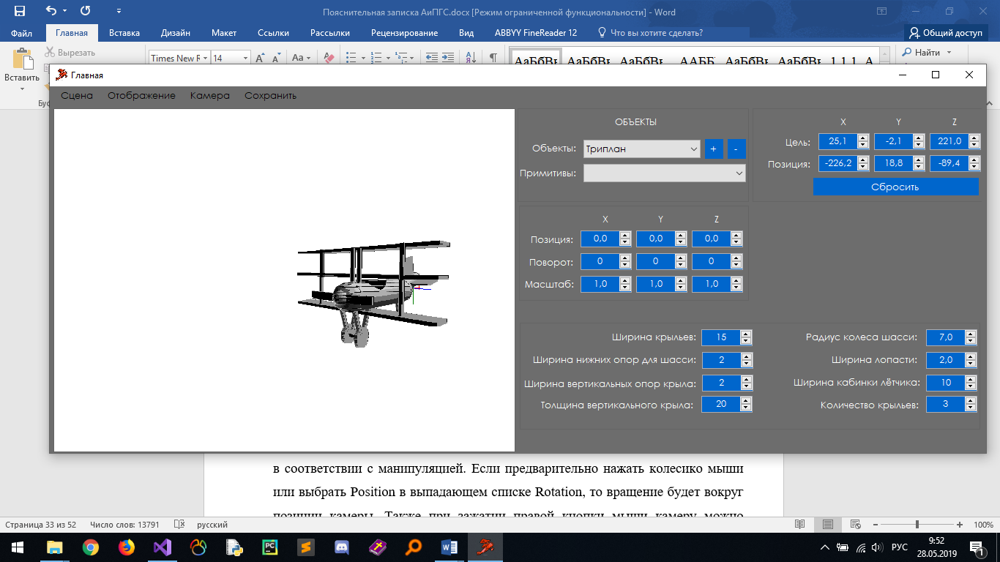 Пояснительная записка АиПГС.docx [Режим ограниченной функциональности] - Word
Файл Главная Вставка Дизайн Макет Ссылки Рассылки Рецензирование Вид ABBYY FineReader 12 Что вы хотите сделать? Общий доступ
Вырезать Times New R 14 Aa АаБбВ АаБбВ АаБбВ ААББ АаБбВ АаБбВ 1.1.1 А Найти
Вставить
Буф
Главная
Сцена Отображение Камера Сохранить
ОБЪЕКТЫ
Объекты: Триплан + -
Примитивы:
X Y Z
Цель: 25,1 -2,1 221,0
Позиция: -226,2 18,8 -89,4
Сбросить
X Y Z
Позиция: 0,0 0,0 0,0
Поворот: 0 0 0
Масштаб: 1,0 1,0 1,0
Ширина крыльев: 15 Радиус колеса шасси: 7,0
Ширина нижних опор для шасси: 2 Ширина лопасти: 2,0
Ширина вертикальных опор крыла: 2 Ширина кабинки лётчика: 10
Толщина вертикального крыла: 20 Количество крыльев: 3
в соответствии с манипуляцией. Если предварительно нажать колесико мыши
или выбрать Position в выпадающем списке Rotation, то вращение будет вокруг
позиции камеры. Также при зажатии правой кнопки мыши камеру можно
Страница 33 из 52 Число слов: 13791 русский 100%
РУС 9:52
28.05.2019
1